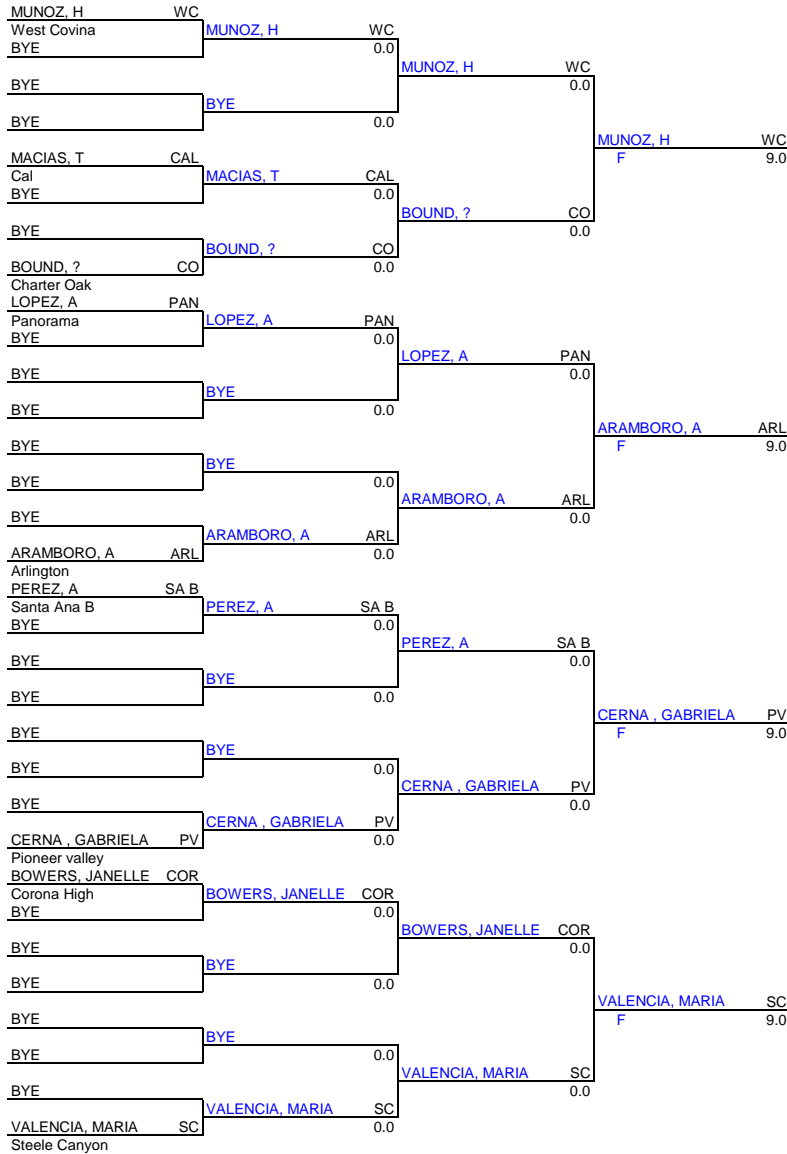 MUNOZ, H WC
West Covina
BYE
BYE
BYE
MACIAS, T CAL
Cal
BYE
BYE
BOUND, ? CO
Charter Oak
LOPEZ, A PAN
Panorama
BYE
BYE
BYE
BYE
BYE
BYE
ARAMBORO, A ARL
Arlington
PEREZ, A SA B
Santa Ana B
BYE
BYE
BYE
BYE
BYE
BYE
CERNA , GABRIELA PV
Pioneer valley
BOWERS, JANELLE COR
Corona High
BYE
BYE
BYE
BYE
BYE
BYE
VALENCIA, MARIA SC
Steele Canyon
MUNOZ, H WC
0.0
BYE
0.0
MACIAS, T CAL
0.0
BOUND, ? CO
0.0
LOPEZ, A PAN
0.0
BYE
0.0
BYE
0.0
ARAMBORO, A ARL
0.0
PEREZ, A SA B
0.0
BYE
0.0
BYE
0.0
CERNA , GABRIELA PV
0.0
BOWERS, JANELLE COR
0.0
BYE
0.0
BYE
0.0
VALENCIA, MARIA SC
0.0
MUNOZ, H WC
0.0
BOUND, ? CO
0.0
LOPEZ, A PAN
0.0
ARAMBORO, A ARL
0.0
PEREZ, A SA B
0.0
CERNA , GABRIELA PV
0.0
BOWERS, JANELLE COR
0.0
VALENCIA, MARIA SC
0.0
MUNOZ, H WC
F 9.0
ARAMBORO, A ARL
F 9.0
CERNA , GABRIELA PV
F 9.0
VALENCIA, MARIA SC
F 9.0